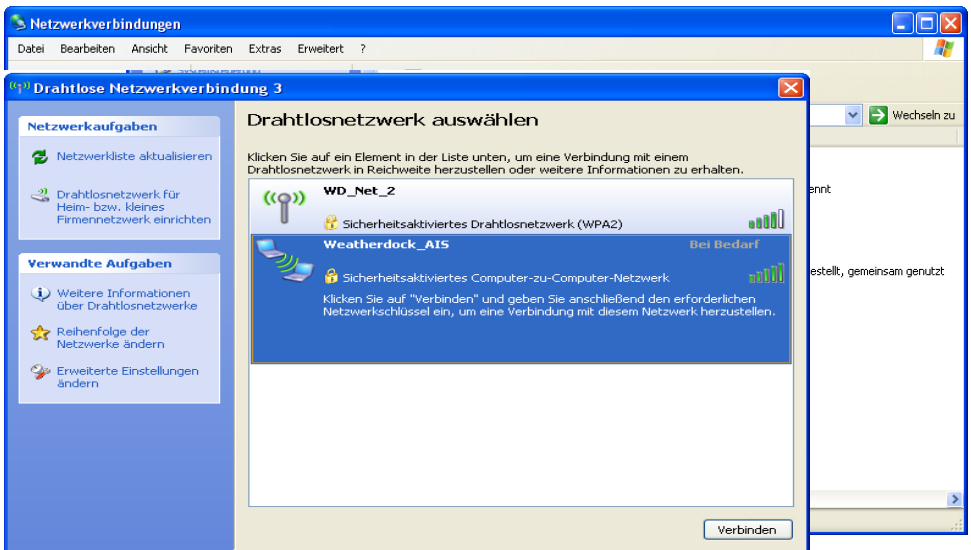 Netzwerkverbindungen
Datei Bearbeiten Ansicht Favoriten Extras Erweitert ?
Drahtlose Netzwerkverbindung 3
Wechseln zu
Netzwerkaufgaben
Netzwerkliste aktualisieren
Drahtlosnetzwerk für
Heim- bzw. kleines
Firmennetzwerk einrichten
Verwandte Aufgaben
Weitere Informationen
über Drahtlosnetzwerke
Reihenfolge der
Netzwerke ändern
Erweiterte Einstellungen
ändern
Drahtlosnetzwerk auswählen
Klicken Sie auf ein Element in der Liste unten, um eine Verbindung mit einem
Drahtlosnetzwerk in Reichweite herzustellen oder weitere Informationen zu erhalten.
WD_Net_2
Sicherheitsaktiviertes Drahtlosnetzwerk (WPA2)
Weatherdock_AIS Bei Bedarf
Sicherheitsaktiviertes Computer-zu-Computer-Netzwerk
Klicken Sie auf "Verbinden" und geben Sie anschließend den erforderlichen
Netzwerkschlüssel ein, um eine Verbindung mit diesem Netzwerk herzustellen.
Verbinden
ennt
estellt, gemeinsam genutzt